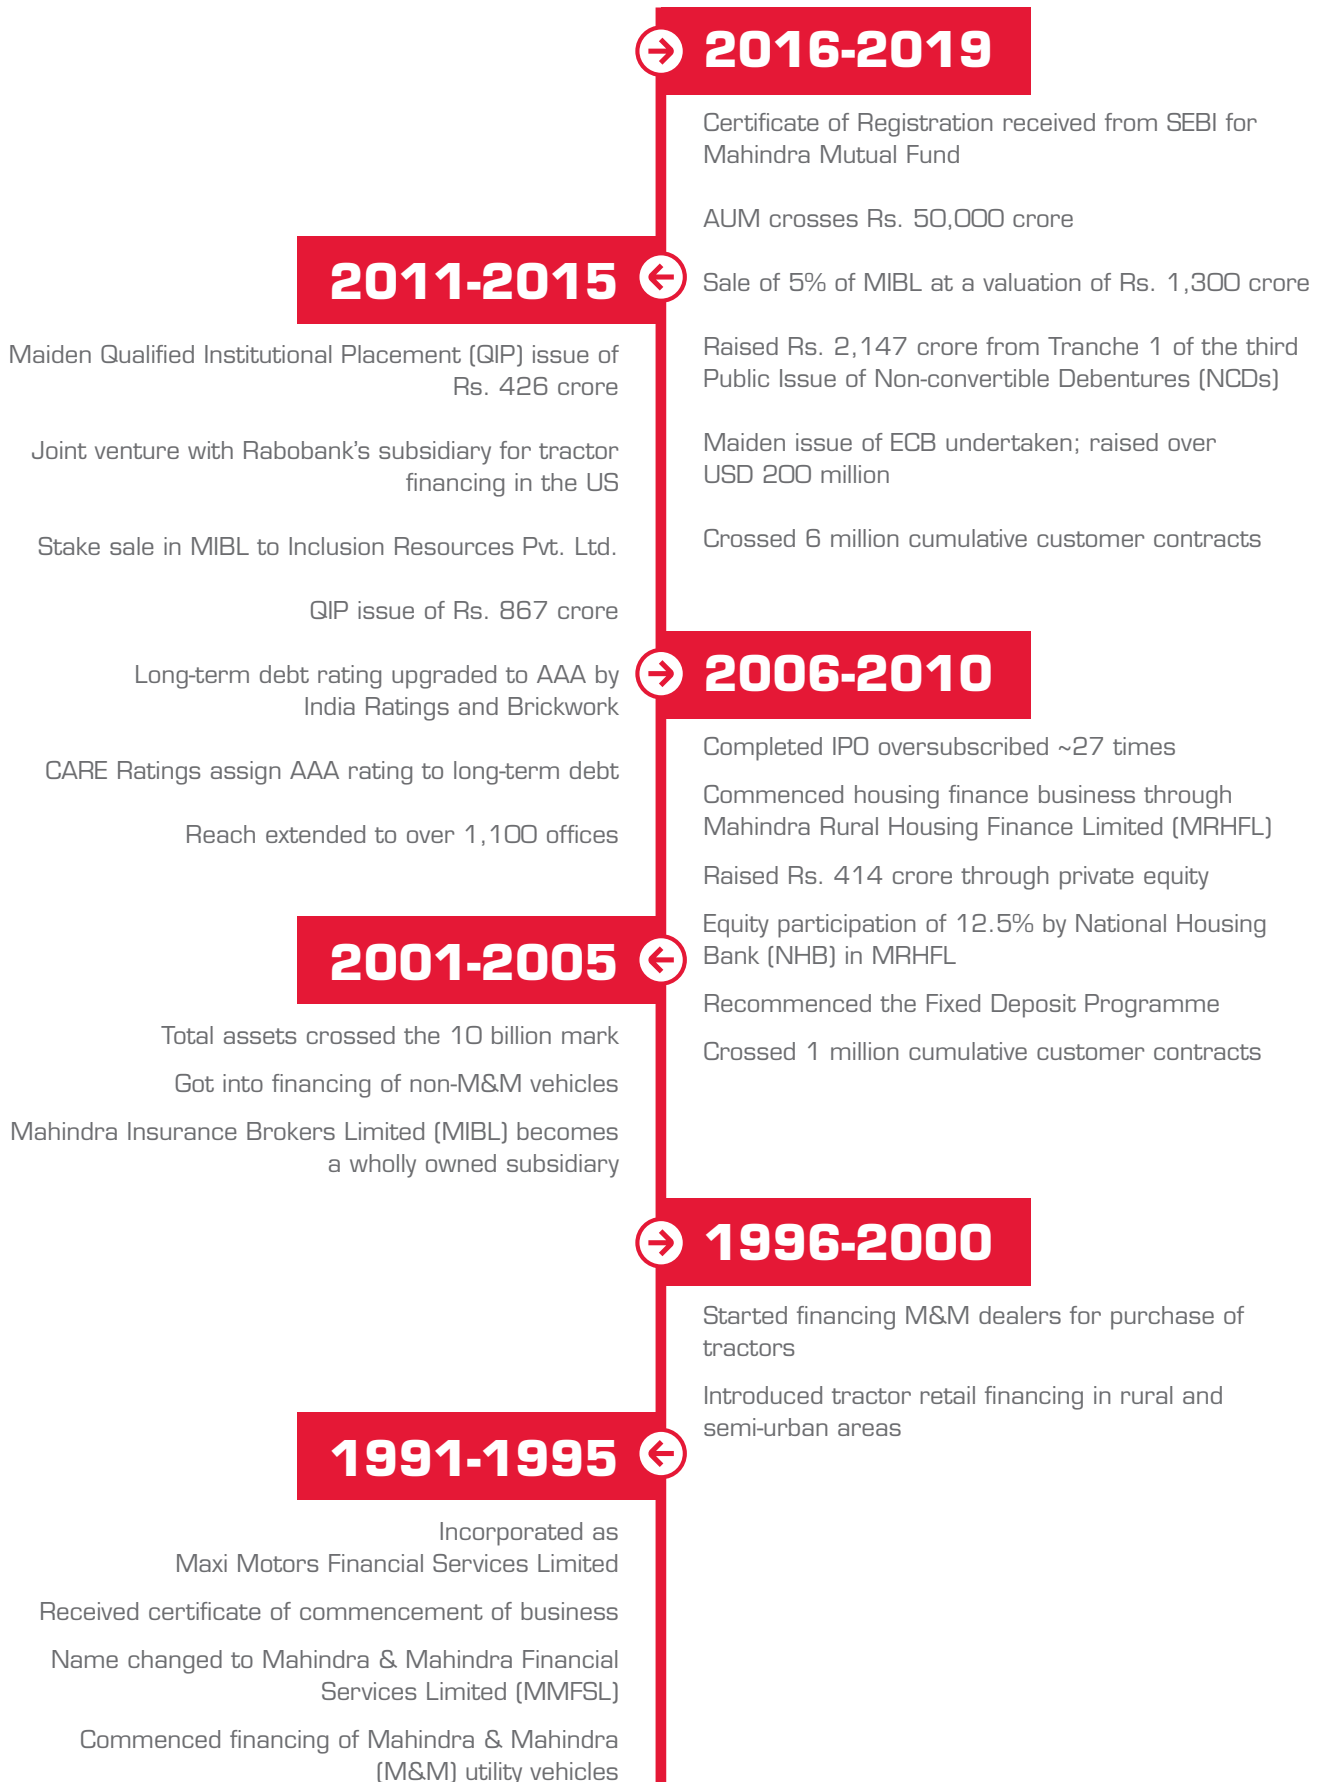 2016-2019
Certificate of Registration received from SEBI for
Mahindra Mutual Fund
AUM crosses Rs. 50,000 crore
Sale of 5% of MIBL at a valuation of Rs. 1,300 crore
Raised Rs. 2,147 crore from Tranche 1 of the third
Public Issue of Non-convertible Debentures (NCDs)
Maiden issue of ECB undertaken; raised over
USD 200 million
Crossed 6 million cumulative customer contracts
2011-2015
Maiden Qualified Institutional Placement (QIP) issue of
Rs. 426 crore
Joint venture with Rabobank's subsidiary for tractor
financing in the US
Stake sale in MIBL to Inclusion Resources Pvt. Ltd.
QIP issue of Rs. 867 crore
Long-term debt rating upgraded to AAA by
India Ratings and Brickwork
CARE Ratings assign AAA rating to long-term debt
Reach extended to over 1,100 offices
2006-2010
Completed IPO oversubscribed ~27 times
Commenced housing finance business through
Mahindra Rural Housing Finance Limited (MRHFL)
Raised Rs. 414 crore through private equity
Equity participation of 12.5% by National Housing
Bank (NHB) in MRHFL
Recommenced the Fixed Deposit Programme
Crossed 1 million cumulative customer contracts
2001-2005
Total assets crossed the 10 billion mark
Got into financing of non-M&M vehicles
Mahindra Insurance Brokers Limited (MIBL) becomes
a wholly owned subsidiary
1996-2000
Started financing M&M dealers for purchase of
tractors
Introduced tractor retail financing in rural and
semi-urban areas
1991-1995
Incorporated as
Maxi Motors Financial Services Limited
Received certificate of commencement of business
Name changed to Mahindra & Mahindra Financial
Services Limited (MMFSL)
Commenced financing of Mahindra & Mahindra
(M&M) utility vehicles